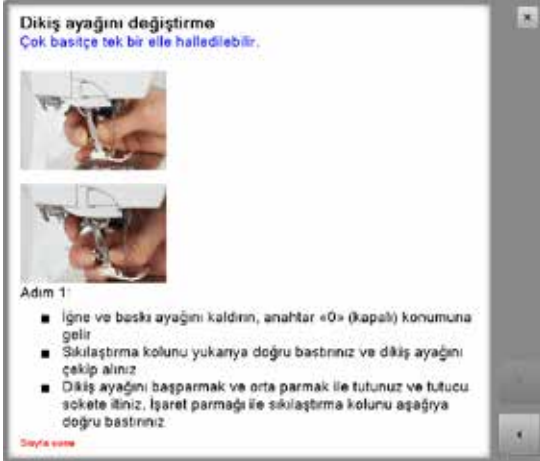 Dikiş ayağını değiştirme
Çok basitçe tek bir elle halledilebilir.
Adım 1:
■ İğne ve baskı ayağını kaldırın, anahtar «0» (kapalı) konumuna
gelir
■ Sıkılaştırma kolunu yukarıya doğru bastırınız ve dikiş ayağını
çekip alınız
■ Dikiş ayağını başparmak ve orta parmak ile tutunuz ve tutucu
sokete itiniz, İşaret parmağı ile sıkılaştırma kolunu aşağıya
doğru bastırınız
Sayfa sonu